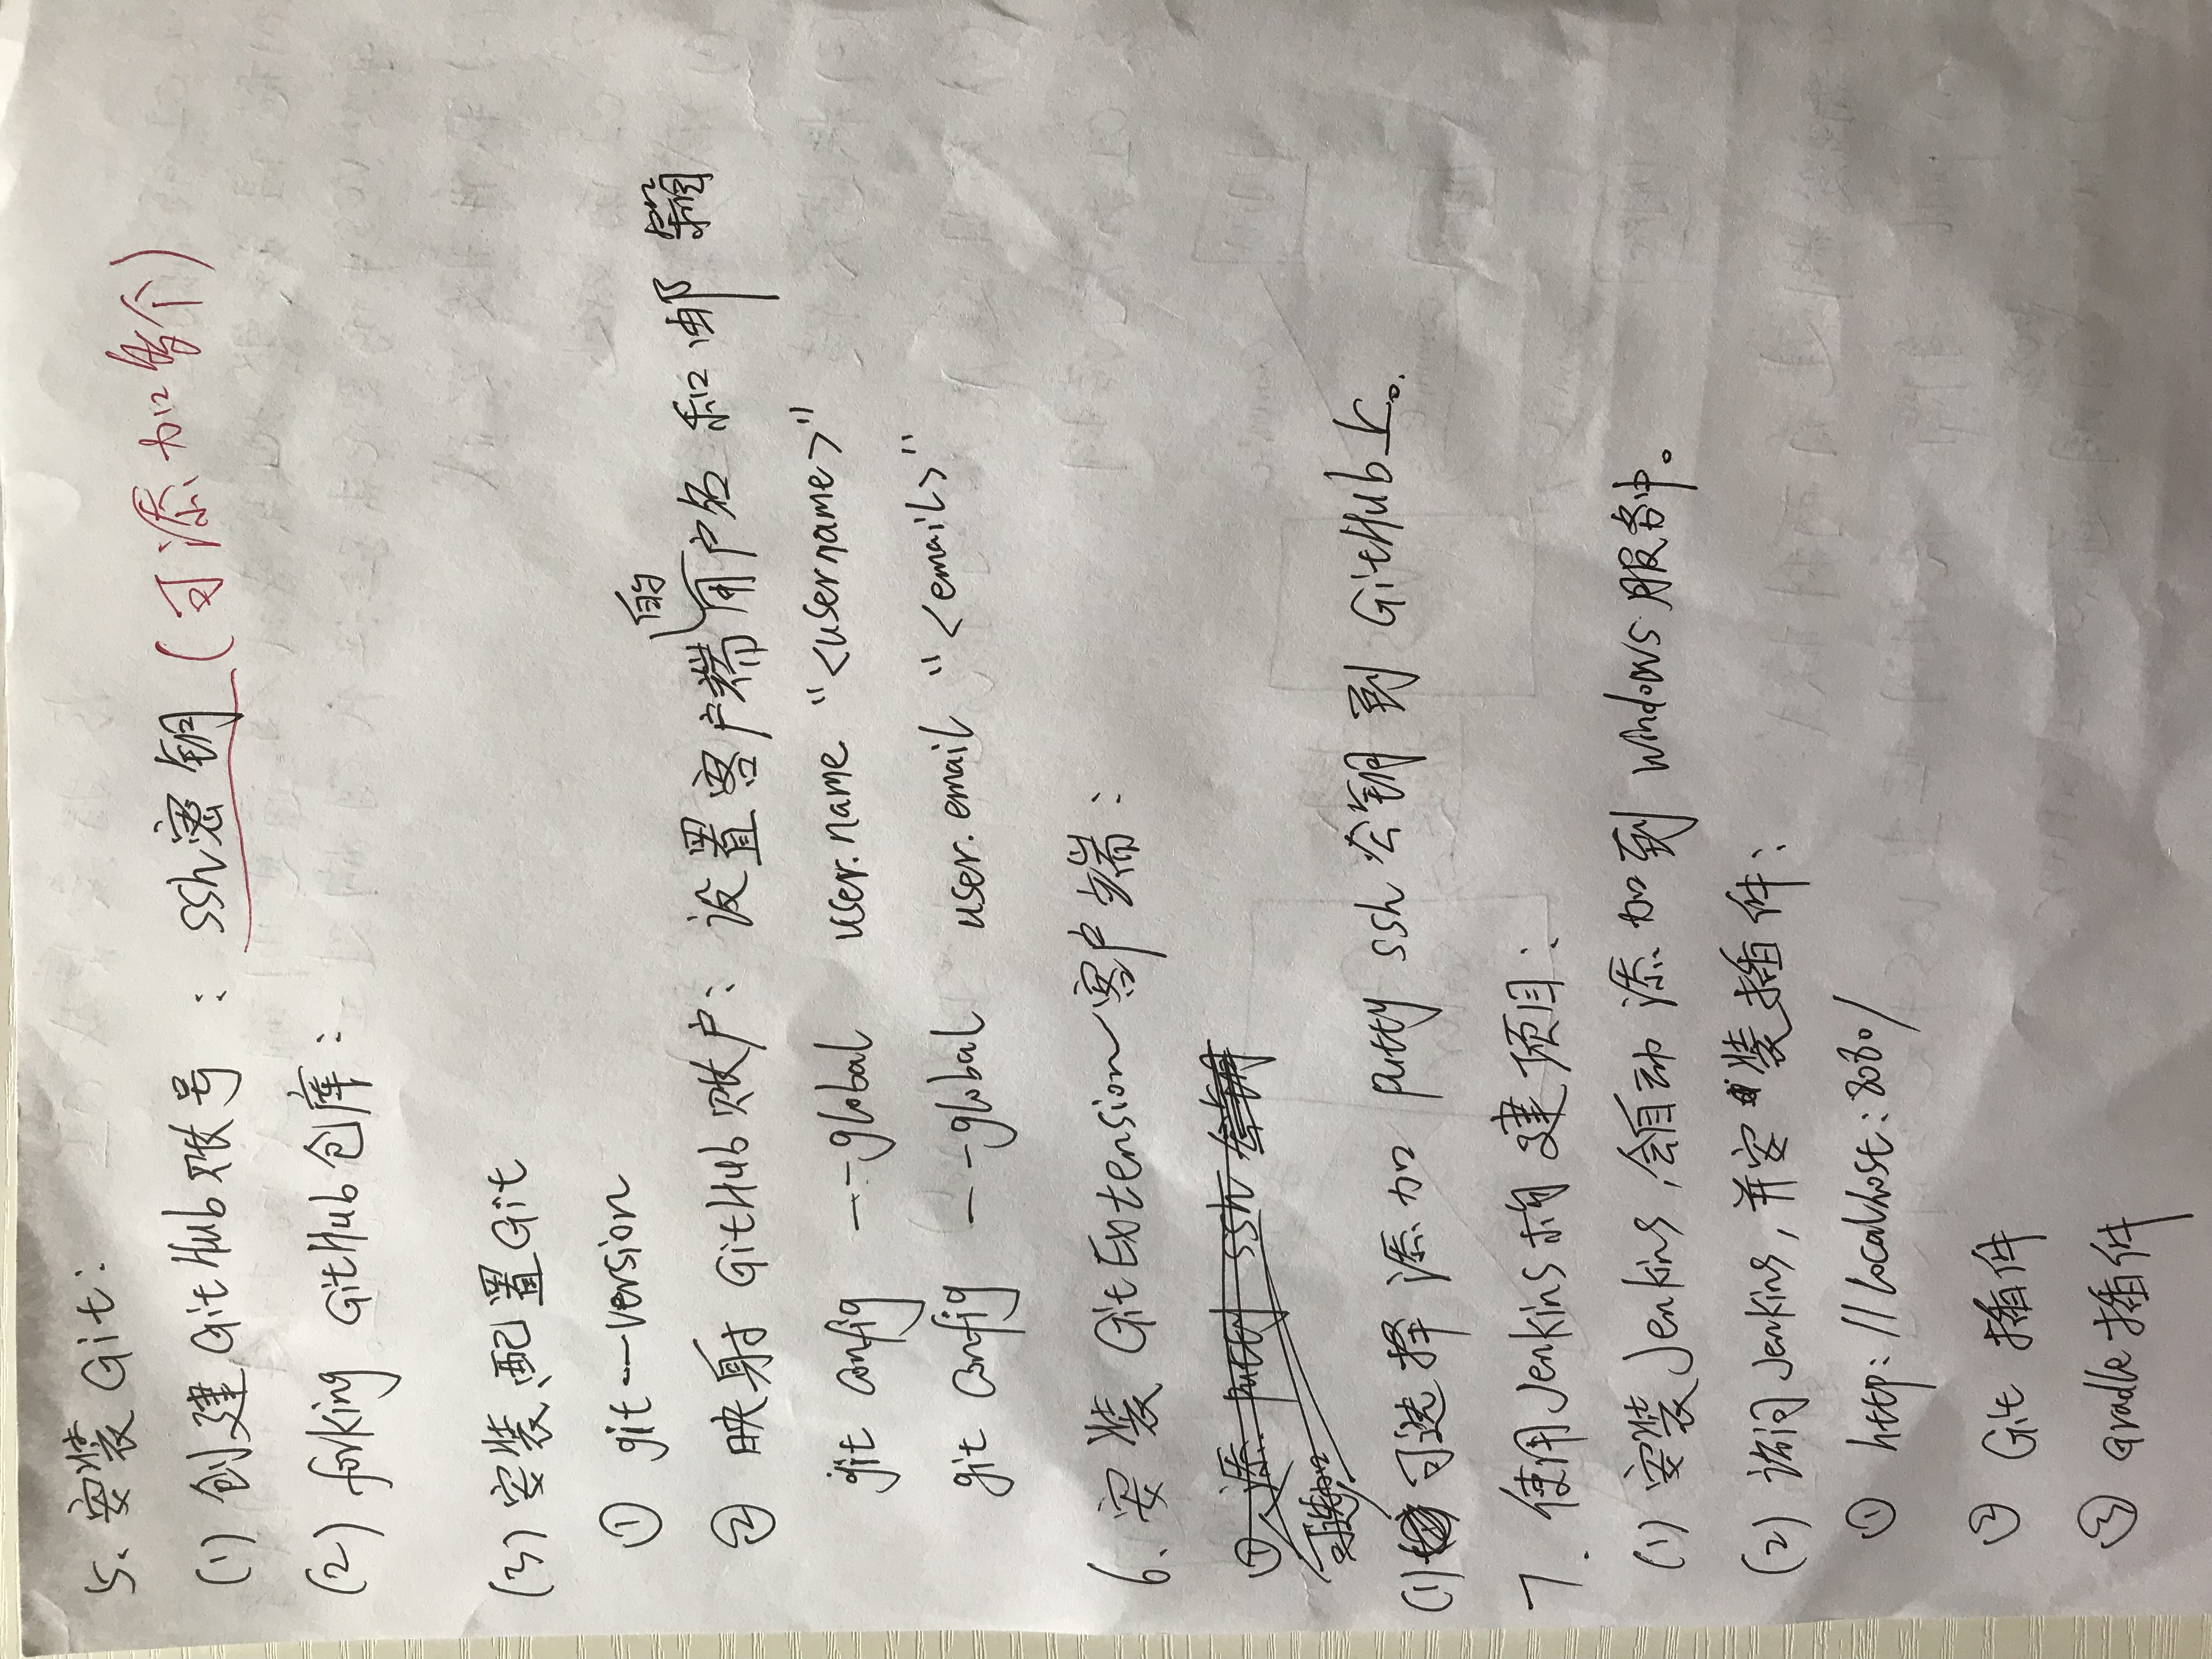 5、安装Git：
(1) 创建GitHub账号：ssh密钥(可添加多个)
(2) forking GitHub仓库：
(3) 安装、配置Git
① git --version
② 映射GitHub账户：设置客户端的用户名和邮箱
git config --global user.name "<username>"
git config --global user.email "<email>"
6、安装GitExtension客户端：
① 添 putty ssh 公钥
可选加
(1) 可选择添加putty ssh公钥到GitHub上。
7. 使用Jenkins构建项目：
(1) 安装Jenkins,会自动添加到windows服务中。
(2) 访问Jenkins,并安装插件：
① http://localhost:8080/
② Git 插件
③ Gradle插件